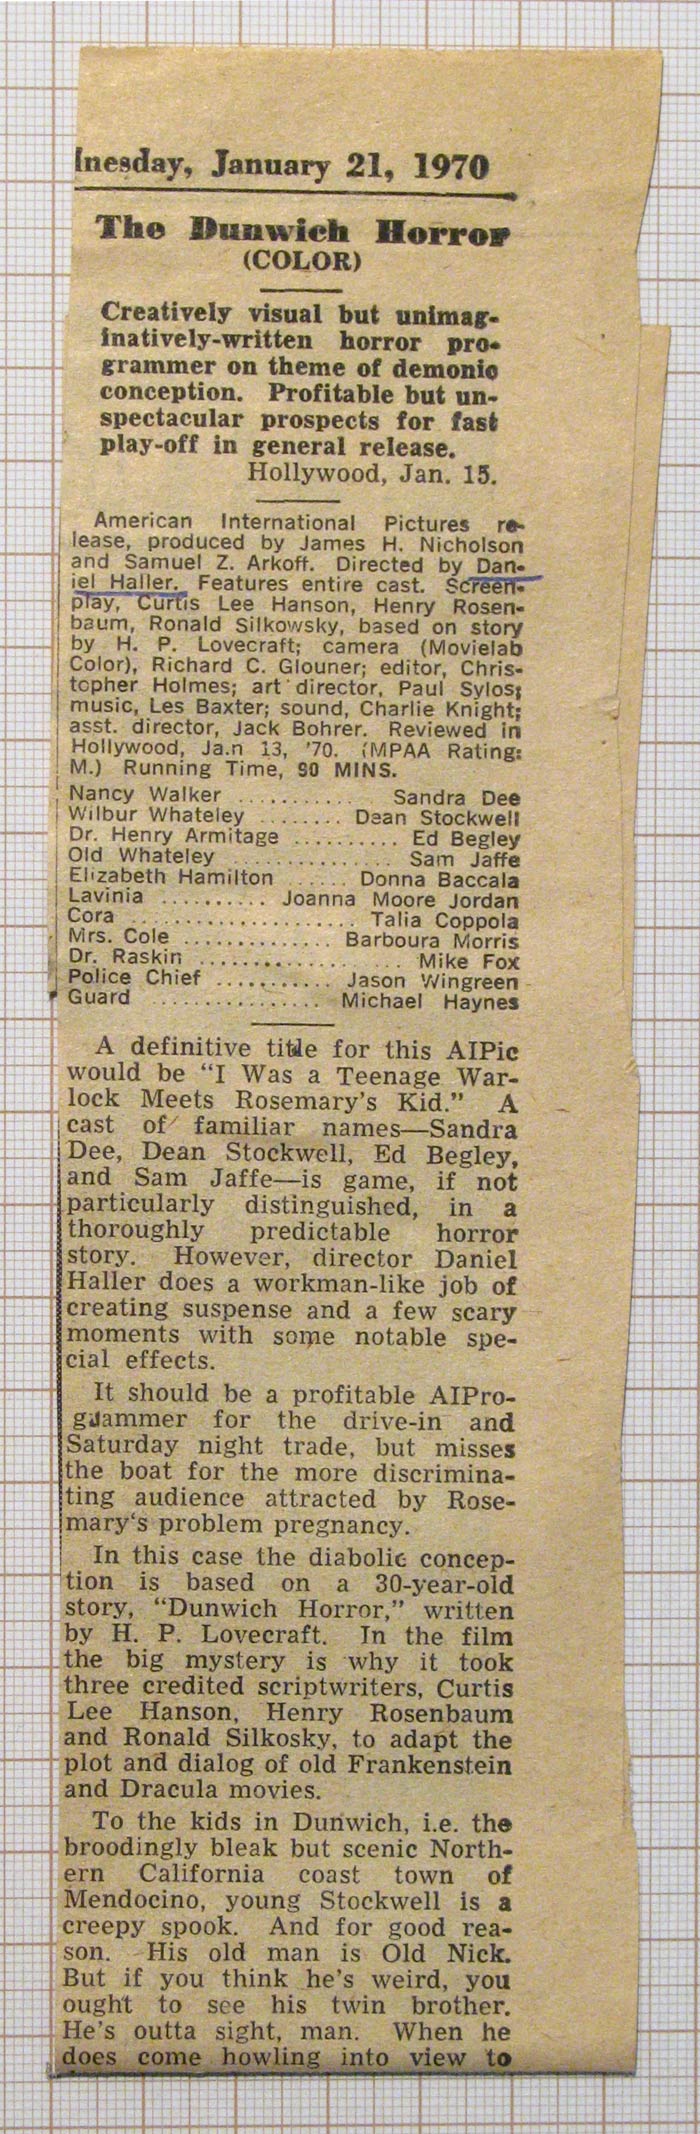 nesday, January 21, 1970
The Dunwich Horror
(COLOR)
Creatively visual but unimag-
inatively-written horror pro-
grammer on theme of demonic
conception. Profitable but un-
spectacular prospects for fast
play-off in general release.
Hollywood, Jan. 15.
American International Pictures re-
lease, produced by James H. Nicholson
and Samuel Z. Arkoff. Directed by Dan-
iel Haller. Features entire cast. Screen-
play, Curtis Lee Hanson, Henry Rosen-
baum, Ronald Silkowsky, based on story
by H. P. Lovecraft; camera (Movielab
Color), Richard C. Glouner; editor, Chris-
topher Holmes; art director, Paul Sylos;
music, Les Baxter; sound, Charlie Knight;
asst. director, Jack Bohrer. Reviewed in
Hollywood, Ja.n 13, '70. (MPAA Rating:
M.) Running Time, 90 MINS.
Nancy Walker ............ Sandra Dee
Wilbur Whateley ........ Dean Stockwell
Dr. Henry Armitage .......... Ed Begley
Old Whateley ............... Sam Jaffe
Elizabeth Hamilton ...... Donna Baccala
Lavinia .......... Joanna Moore Jordan
Cora ..................... Talia Coppola
Mrs. Cole .............. Barboura Morris
Dr. Raskin ................... Mike Fox
Police Chief ........... Jason Wingreen
Guard ................ Michael Haynes
A definitive title for this AIPic
would be “I Was a Teenage War-
lock Meets Rosemary's Kid.” A
cast of familiar names—Sandra
Dee, Dean Stockwell, Ed Begley,
and Sam Jaffe—is game, if not
particularly distinguished, in a
thoroughly predictable horror
story. However, director Daniel
Haller does a workman-like job of
creating suspense and a few scary
moments with some notable spe-
cial effects.
It should be a profitable AIPro-
gJammer for the drive-in and
Saturday night trade, but misses
the boat for the more discrimina-
ting audience attracted by Rose-
mary‘s problem pregnancy.
In this case the diabolic concep-
tion is based on a 30-year-old
story, “Dunwich Horror,” written
by H. P. Lovecraft. In the film
the big mystery is why it took
three credited scriptwriters, Curtis
Lee Hanson, Henry Rosenbaum
and Ronald Silkosky, to adapt the
plot and dialog of old Frankenstein
and Dracula movies.
To the kids in Dunwich, i.e. the
broodingly bleak but scenic North-
ern California coast town of
Mendocino, young Stockwell is a
creepy spook. And for good rea-
son. His old man is Old Nick.
But if you think he's weird, you
ought to see his twin brother.
He's outta sight, man. When he
does come howling into view to